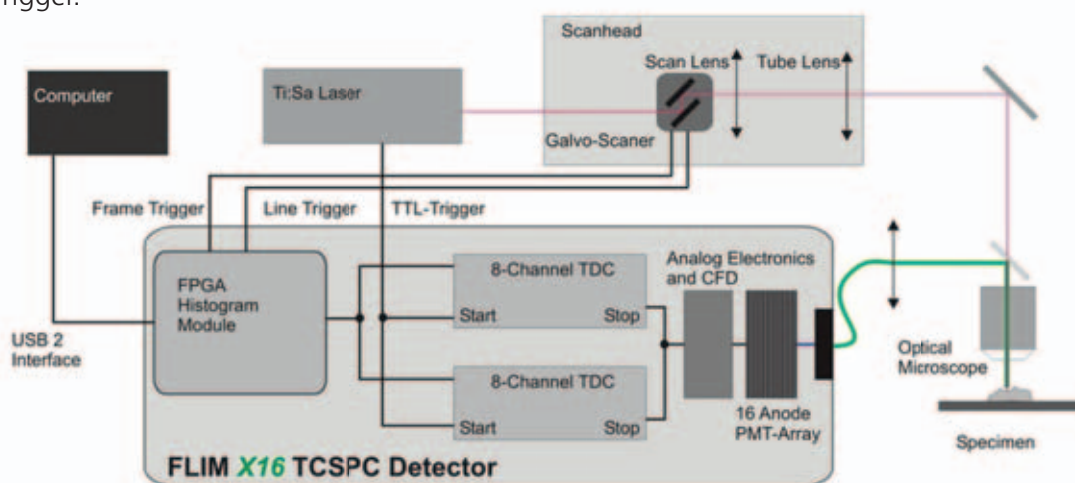 rigger.
Scanhead
Computer
Ti:Sa Laser
Scan Lens
Tube Lens
Galvo-Scaner
Frame Trigger
Line Trigger
TTL-Trigger
FPGA
Histogram
Module
8-Channel TDC
Start
Stop
Analog Electronics
and CFD
USB 2
Interface
8-Channel TDC
Start
Stop
16 Anode
PMT-Array
Optical
Microscope
Specimen
FLIM X16 TCSPC Detector